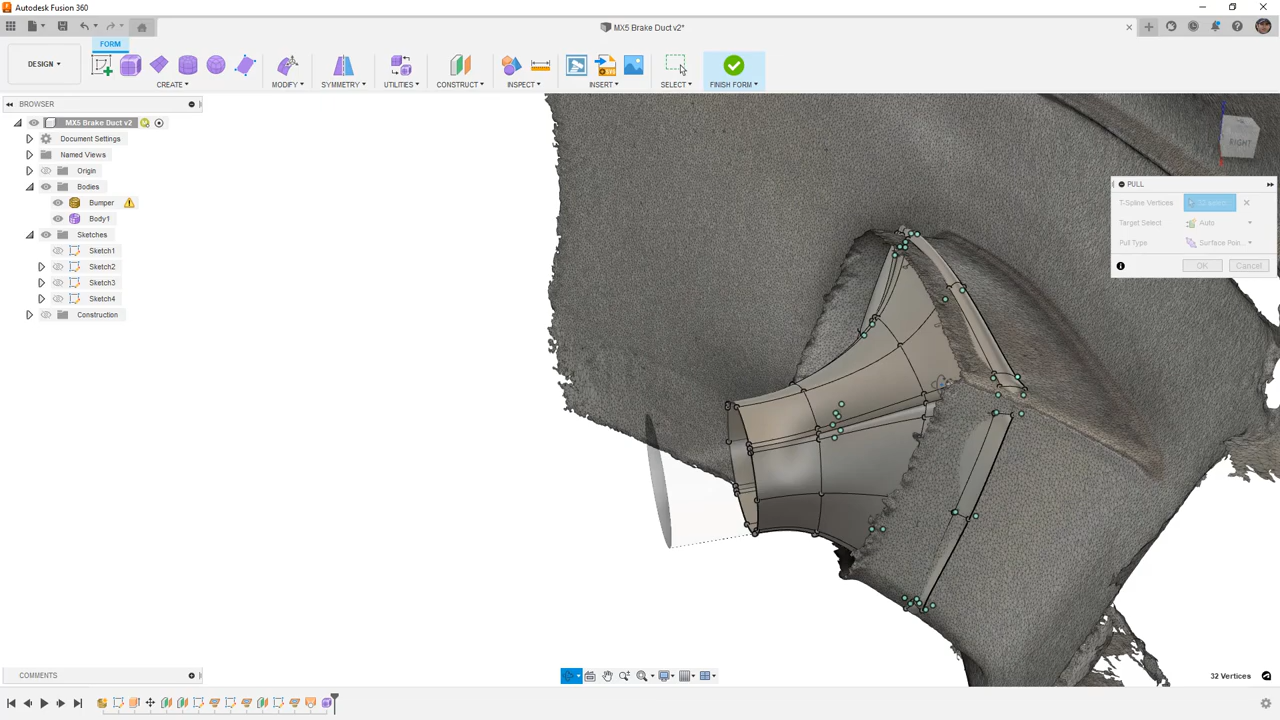 Autodesk Fusion 360
MX5 Brake Duct v2*
FORM
DESIGN
CREATE
MODIFY
SYMMETRY
UTILITIES
CONSTRUCT
INSPECT
INSERT
SELECT
FINISH FORM
BROWSER
MX5 Brake Duct v2
Document Settings
Named Views
Origin
Bodies
Bumper
Body1
Sketches
Sketch1
Sketch2
Sketch3
Sketch4
Construction
RIGHT
PULL
T-Spline Vertices
Target Select Auto
Pull Type Surface Poin...
OK Cancel
COMMENTS
32 Vertices